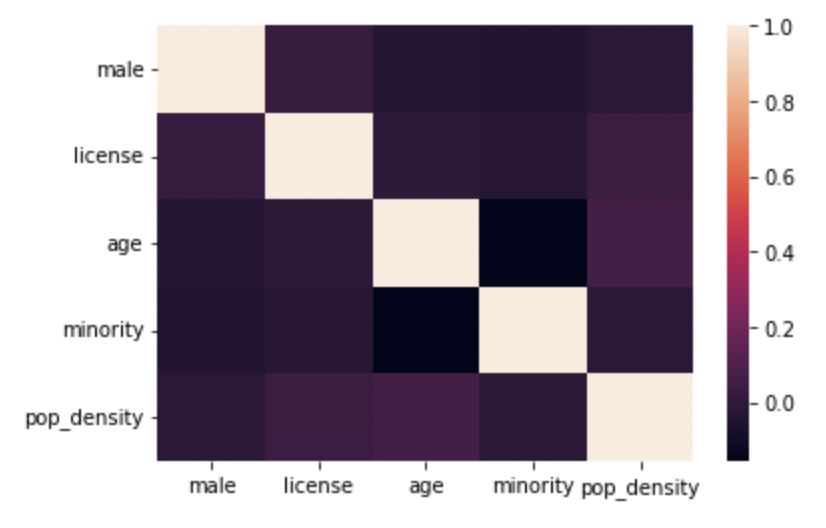 male
license
age
minority
pop_density
male license age minority pop_density
1.0
0.8
0.6
0.4
0.2
0.0